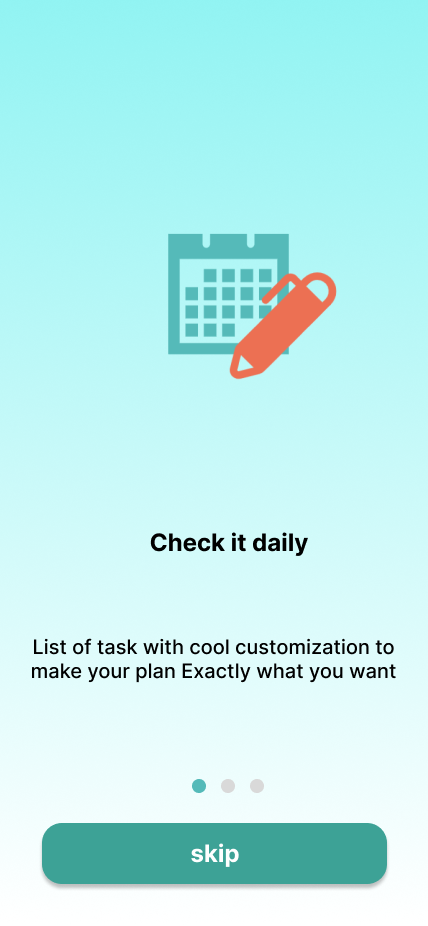 Check it daily
List of task with cool customization to
make your plan Exactly what you want
skip